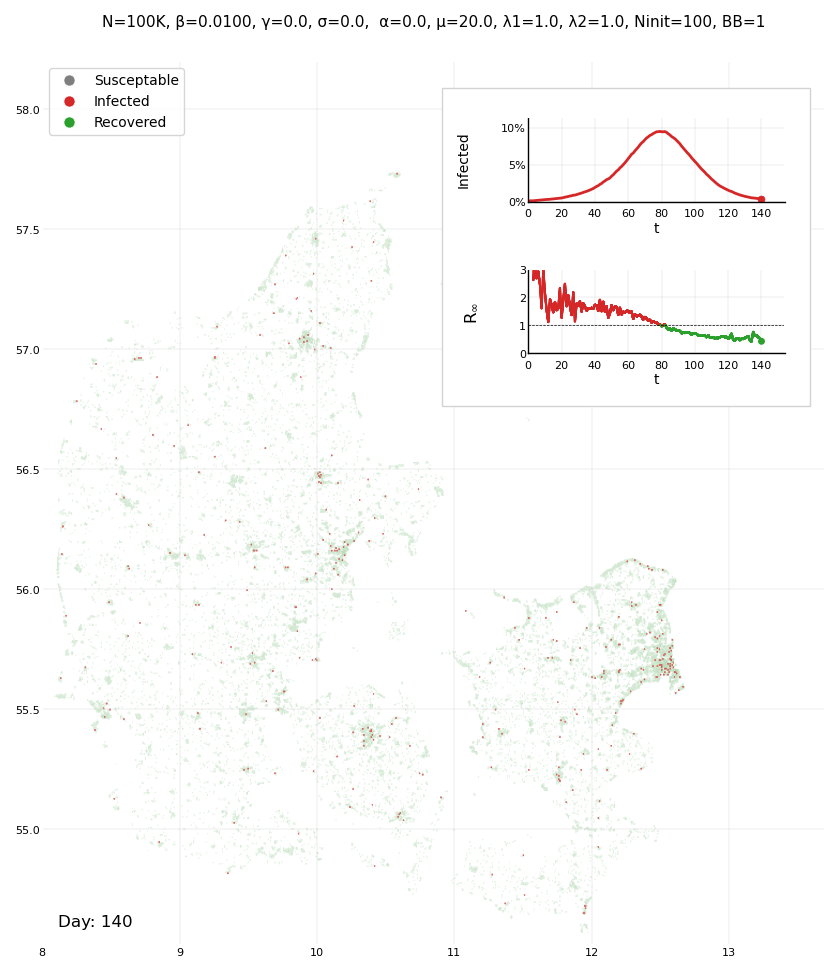 N=100K, β=0.0100, γ=0.0, σ=0.0,  α=0.0, μ=20.0, λ1=1.0, λ2=1.0, Ninit=100, BB=1
Susceptable
Infected
Recovered
Infected
10%
5%
0%
0 20 40 60 80 100 120 140
t
R∞
3
2
1
0
0 20 40 60 80 100 120 140
t
58.0
57.5
57.0
56.5
56.0
55.5
55.0
Day: 140
8 9 10 11 12 13